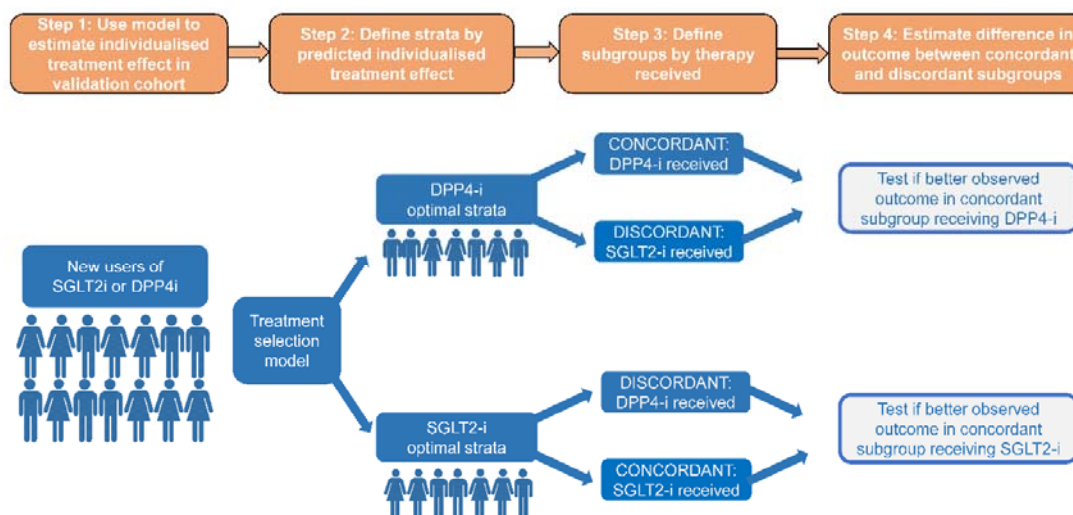 Step 1: Use model to
estimate individualised
treatment effect in
validation cohort
Step 2: Define strata by
predicted individualised
treatment effect
Step 3: Define
subgroups by therapy
received
Step 4: Estimate difference in
outcome between concordant
and discordant subgroups
New users of
SGLT2i or DPP4i
Treatment
selection
model
DPP4-i
optimal strata
CONCORDANT:
DPP4-i received
DISCORDANT:
SGLT2-i received
Test if better observed
outcome in concordant
subgroup receiving DPP4-i
SGLT2-i
optimal strata
DISCORDANT:
DPP4-i received
CONCORDANT:
SGLT2-i received
Test if better observed
outcome in concordant
subgroup receiving SGLT2-i